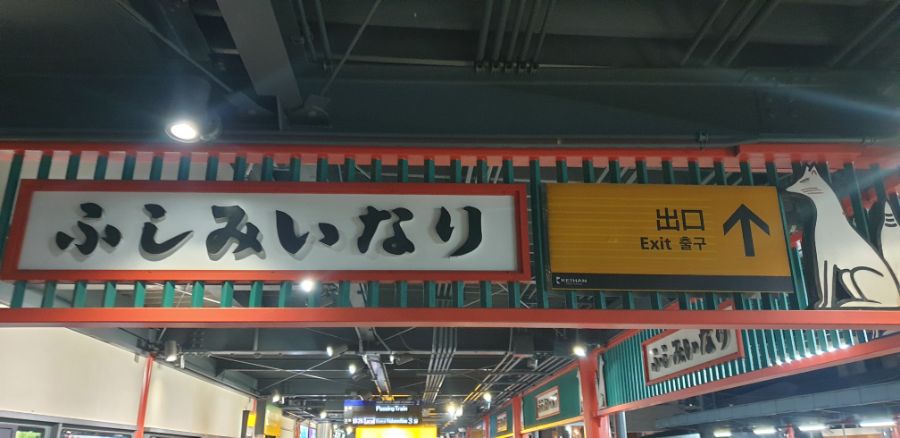 ふしみいなり
出口
Exit 출구
KEIHAN
ふしみいなり
Passing Train